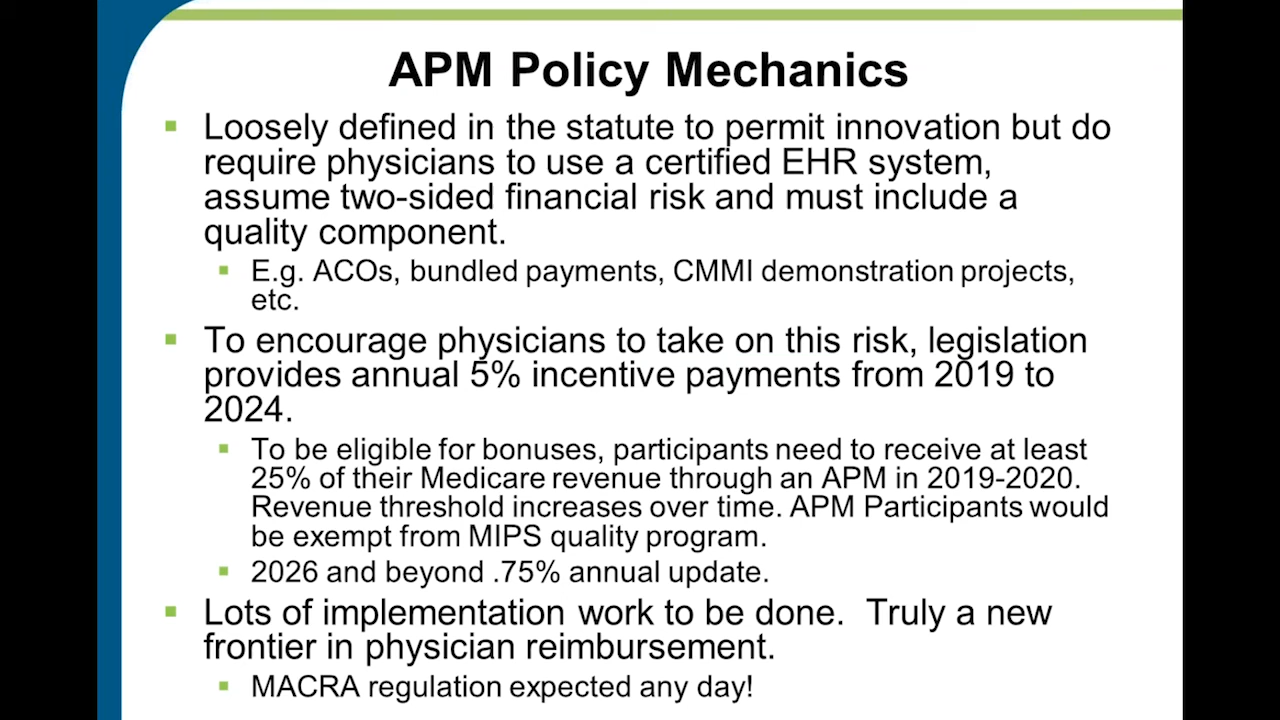 APM Policy Mechanics
Loosely defined in the statute to permit innovation but do
require physicians to use a certified EHR system,
assume two-sided financial risk and must include a
quality component.
E.g. ACOs, bundled payments, CMMI demonstration projects,
etc.
To encourage physicians to take on this risk, legislation
provides annual 5% incentive payments from 2019 to
2024.
To be eligible for bonuses, participants need to receive at least
25% of their Medicare revenue through an APM in 2019-2020.
Revenue threshold increases over time. APM Participants would
be exempt from MIPS quality program.
2026 and beyond .75% annual update.
Lots of implementation work to be done.  Truly a new
frontier in physician reimbursement.
MACRA regulation expected any day!